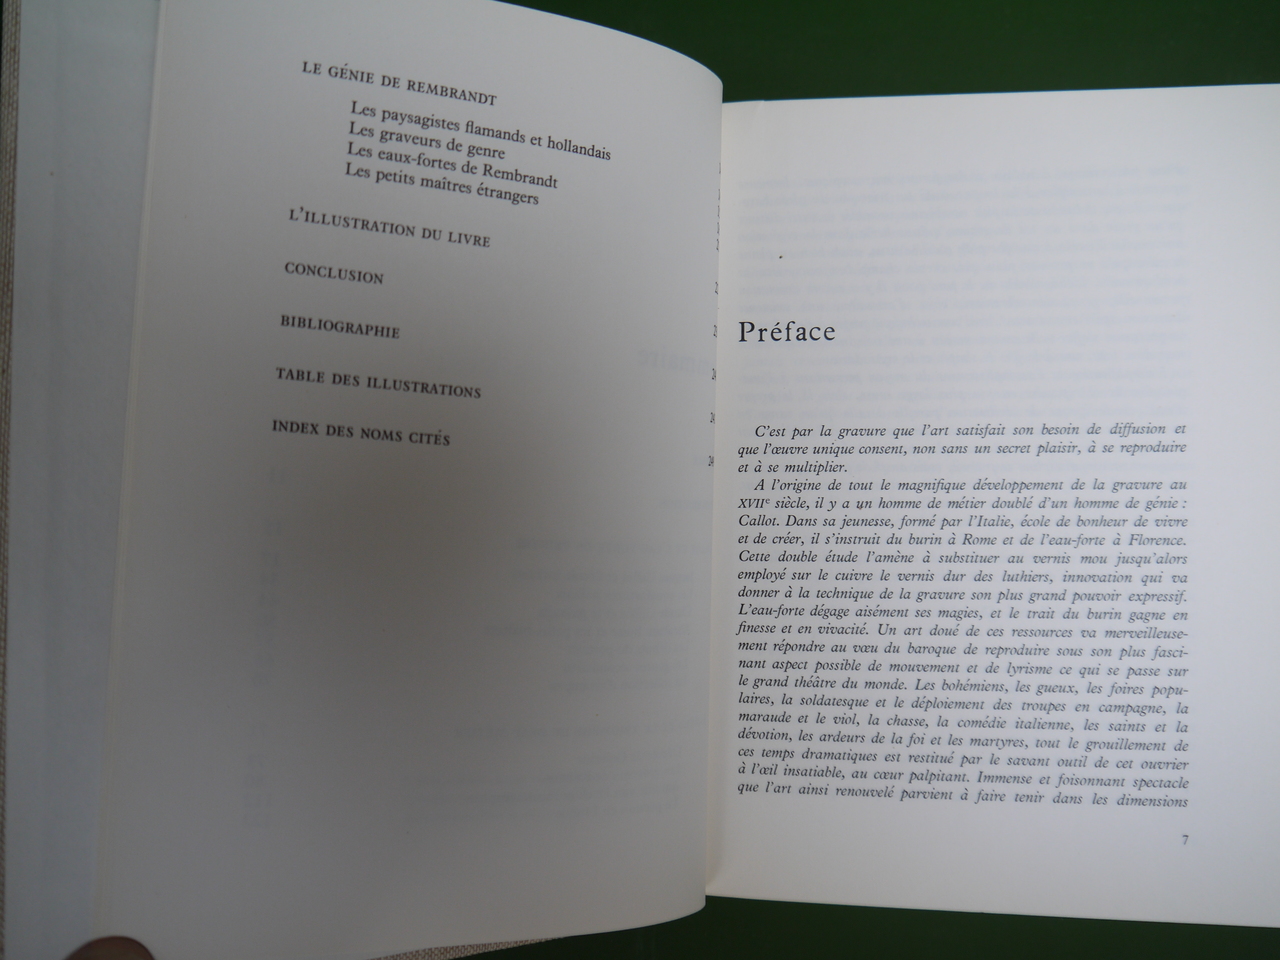 LE GÉNIE DE REMBRANDT
Les paysagistes flamands et hollandais
Les graveurs de genre
Les eaux-fortes de Rembrandt
Les petits maîtres étrangers
L'ILLUSTRATION DU LIVRE
CONCLUSION
BIBLIOGRAPHIE
TABLE DES ILLUSTRATIONS
INDEX DES NOMS CITÉS
Préface
C'est par la gravure que l'art satisfait son besoin de diffusion et
que l'œuvre unique consent, non sans un secret plaisir, à se reproduire
et à se multiplier.
A l'origine de tout le magnifique développement de la gravure au
XVIIe siècle, il y a un homme de métier doublé d'un homme de génie :
Callot. Dans sa jeunesse, formé par l'Italie, école de bonheur de vivre
et de créer, il s'instruit du burin à Rome et de l'eau-forte à Florence.
Cette double étude l'amène à substituer au vernis mou jusqu'alors
employé sur le cuivre le vernis dur des luthiers, innovation qui va
donner à la technique de la gravure son plus grand pouvoir expressif.
L'eau-forte dégage aisément ses magies, et le trait du burin gagne en
finesse et en vivacité. Un art doué de ces ressources va merveilleuse-
ment répondre au vœu du baroque de reproduire sous son plus fasci-
nant aspect possible de mouvement et de lyrisme ce qui se passe sur
le grand théâtre du monde. Les bohémiens, les gueux, les foires popu-
laires, la soldatesque et le déploiement des troupes en campagne, la
maraude et le viol, la chasse, la comédie italienne, les saints et la
dévotion, les ardeurs de la foi et les martyres, tout le grouillement de
ces temps dramatiques est restitué par le savant outil de cet ouvrier
à l'œil insatiable, au cœur palpitant. Immense et foisonnant spectacle
que l'art ainsi renouvelé parvient à faire tenir dans les dimensions
7